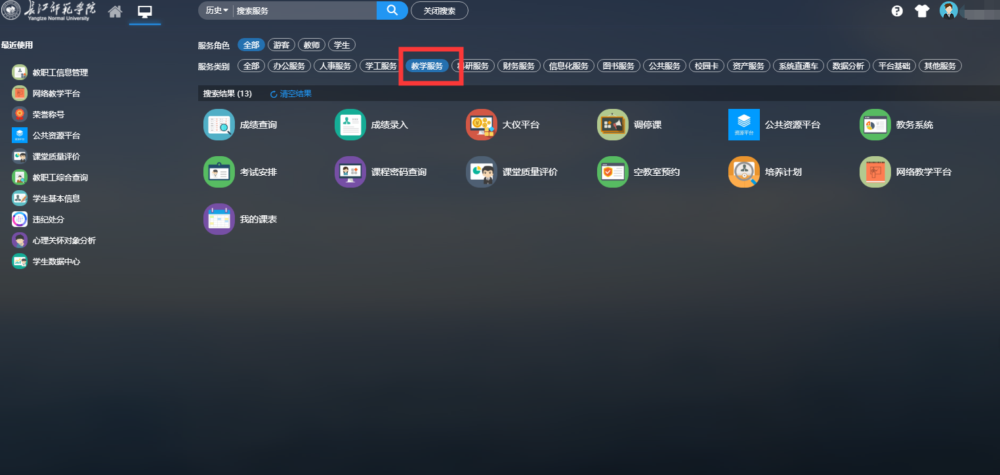 长江师范学院
Yangtze Normal University
历史 搜索服务 关闭搜索
最近使用
教职工信息管理
网络教学平台
荣誉称号
公共资源平台
课堂质量评价
教职工综合查询
学生基本信息
违纪处分
心理关怀对象分析
学生数据中心
服务角色 全部 游客 教师 学生
服务类别 全部 办公服务 人事服务 学工服务 教学服务 科研服务 财务服务 信息化服务 图书服务 公共服务 校园卡 资产服务 系统直通车 数据分析 平台基础 其他服务
搜索结果 (13) 清空结果
成绩查询 成绩录入 大仪平台 调停课 资源平台 公共资源平台 教务系统
考试安排 课程密码查询 课堂质量评价 空教室预约 培养计划 网络教学平台
我的课表